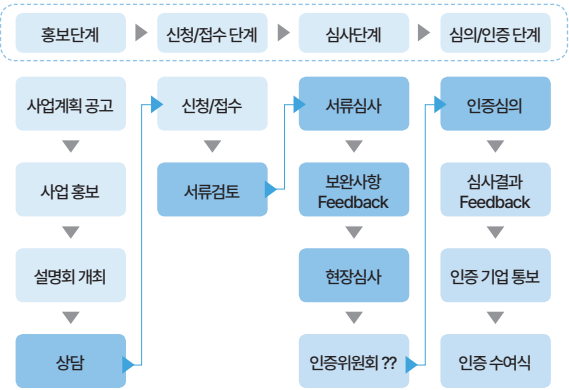 홍보단계
신청/접수 단계
심사단계
심의/인증 단계
사업계획 공고
사업 홍보
설명회 개최
상담
신청/접수
서류검토
서류심사
보완사항
Feedback
현장심사
인증위원회 ??
인증심의
심사결과
Feedback
인증 기업 통보
인증 수여식